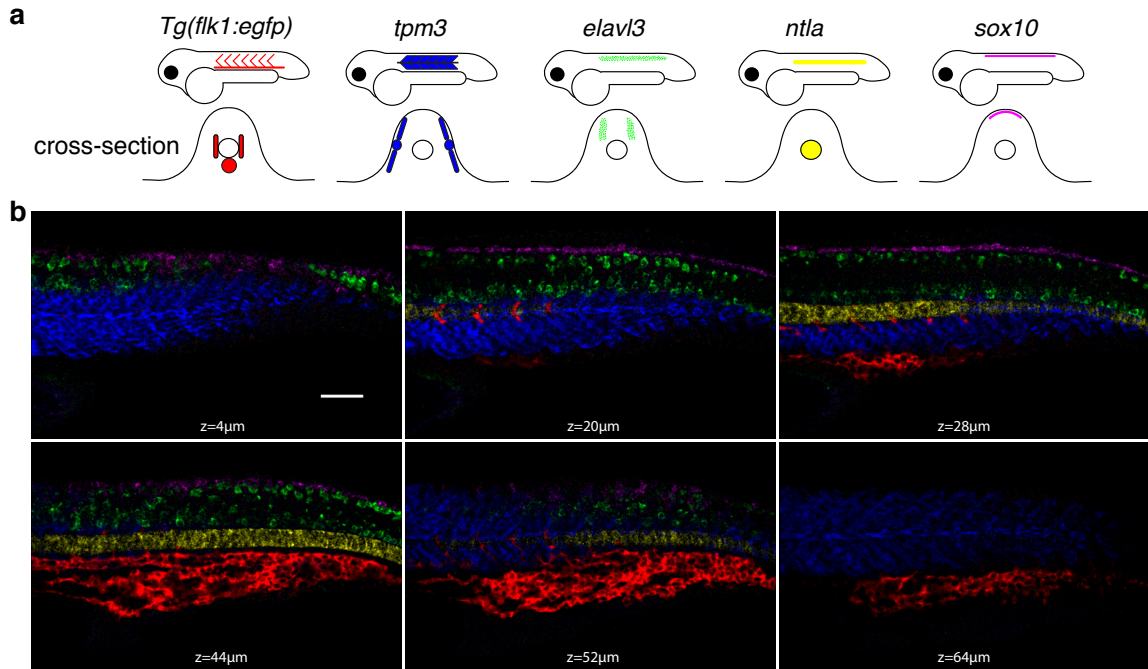 a
Tg(flk1:egfp) tpm3 elavl3 ntla sox10
cross-section
b
z=4μm z=20μm z=28μm
z=44μm z=52μm z=64μm